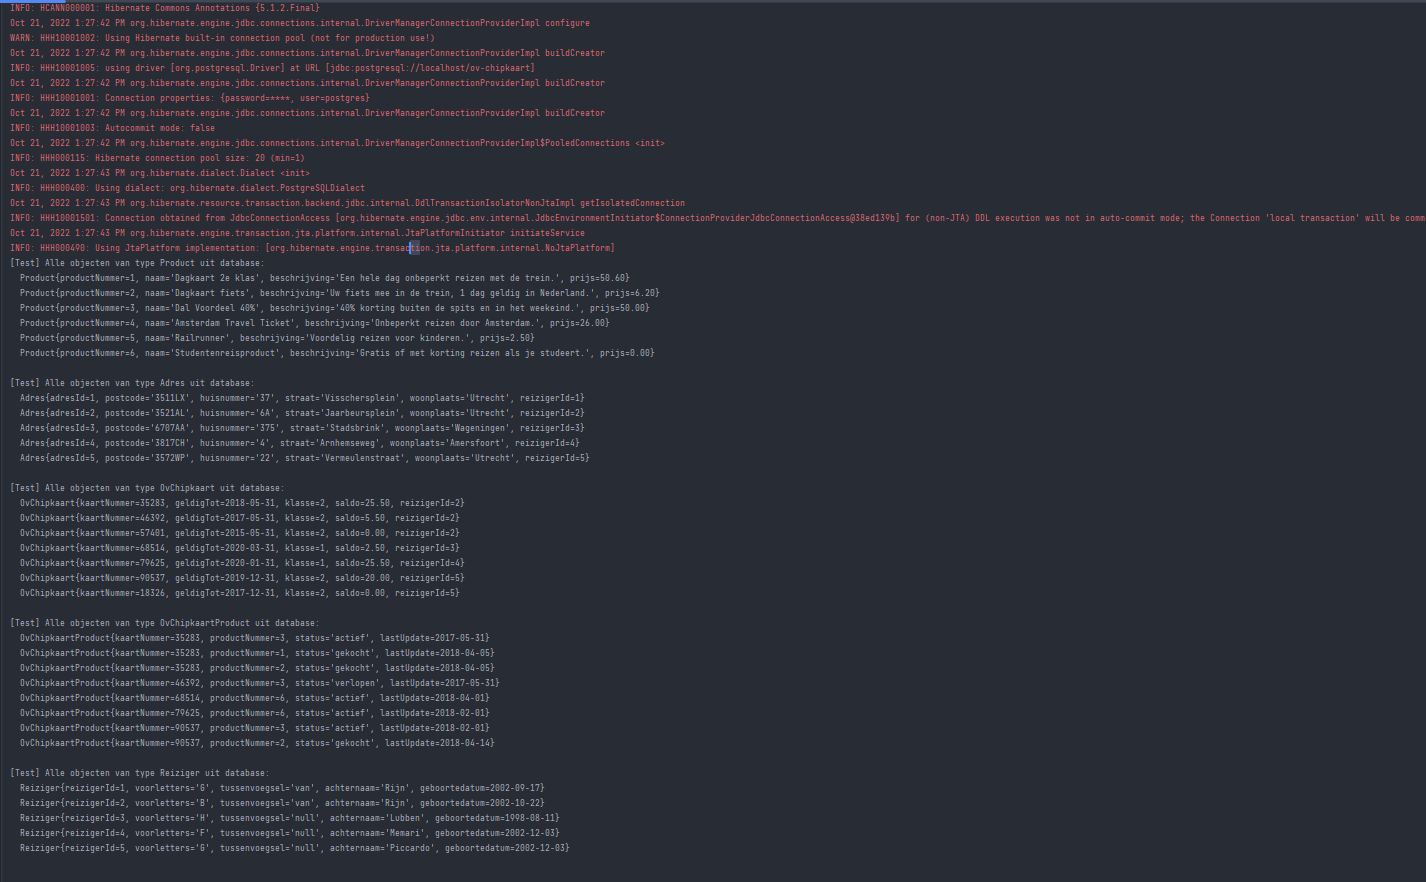 INFO: HCANN000001: Hibernate Commons Annotations {5.1.2.Final}
Oct 21, 2022 1:27:42 PM org.hibernate.engine.jdbc.connections.internal.DriverManagerConnectionProviderImpl configure
WARN: HHH10001002: Using Hibernate built-in connection pool (not for production use!)
Oct 21, 2022 1:27:42 PM org.hibernate.engine.jdbc.connections.internal.DriverManagerConnectionProviderImpl buildCreator
INFO: HHH10001005: using driver [org.postgresql.Driver] at URL [jdbc:postgresql://localhost/ov-chipkaart]
Oct 21, 2022 1:27:42 PM org.hibernate.engine.jdbc.connections.internal.DriverManagerConnectionProviderImpl buildCreator
INFO: HHH10001001: Connection properties: {password=****, user=postgres}
Oct 21, 2022 1:27:42 PM org.hibernate.engine.jdbc.connections.internal.DriverManagerConnectionProviderImpl buildCreator
INFO: HHH10001003: Autocommit mode: false
Oct 21, 2022 1:27:42 PM org.hibernate.engine.jdbc.connections.internal.DriverManagerConnectionProviderImpl$PooledConnections <init>
INFO: HHH000115: Hibernate connection pool size: 20 (min=1)
Oct 21, 2022 1:27:43 PM org.hibernate.dialect.Dialect <init>
INFO: HHH000400: Using dialect: org.hibernate.dialect.PostgreSQLDialect
Oct 21, 2022 1:27:43 PM org.hibernate.resource.transaction.backend.jdbc.internal.DdlTransactionIsolatorNonJtaImpl getIsolatedConnection
INFO: HHH10001501: Connection obtained from JdbcConnectionAccess [org.hibernate.engine.jdbc.env.internal.JdbcEnvironmentInitiator$ConnectionProviderJdbcConnectionAccess@38ed139b] for (non-JTA) DDL execution was not in auto-commit mode; the Connection 'local transaction' will be comm
Oct 21, 2022 1:27:43 PM org.hibernate.engine.transaction.jta.platform.internal.JtaPlatformInitiator initiateService
INFO: HHH000490: Using JtaPlatform implementation: [org.hibernate.engine.transaction.jta.platform.internal.NoJtaPlatform]
[Test] Alle objecten van type Product uit database:
Product{productNummer=1, naam='Dagkaart 2e klas', beschrijving='Een hele dag onbeperkt reizen met de trein.', prijs=50.60}
Product{productNummer=2, naam='Dagkaart fiets', beschrijving='Uw fiets mee in de trein, 1 dag geldig in Nederland.', prijs=6.20}
Product{productNummer=3, naam='Dal Voordeel 40%', beschrijving='40% korting buiten de spits en in het weekeind.', prijs=50.00}
Product{productNummer=4, naam='Amsterdam Travel Ticket', beschrijving='Onbeperkt reizen door Amsterdam.', prijs=26.00}
Product{productNummer=5, naam='Railrunner', beschrijving='Voordelig reizen voor kinderen.', prijs=2.50}
Product{productNummer=6, naam='Studentenreisproduct', beschrijving='Gratis of met korting reizen als je studeert.', prijs=0.00}
[Test] Alle objecten van type Adres uit database:
Adres{adresId=1, postcode='3511LX', huisnummer='37', straat='Visschersplein', woonplaats='Utrecht', reizigerId=1}
Adres{adresId=2, postcode='3521AL', huisnummer='6A', straat='Jaarbeursplein', woonplaats='Utrecht', reizigerId=2}
Adres{adresId=3, postcode='6707AA', huisnummer='375', straat='Stadsbrink', woonplaats='Wageningen', reizigerId=3}
Adres{adresId=4, postcode='3817CH', huisnummer='4', straat='Arnhemseweg', woonplaats='Amersfoort', reizigerId=4}
Adres{adresId=5, postcode='3572WP', huisnummer='22', straat='Vermeulenstraat', woonplaats='Utrecht', reizigerId=5}
[Test] Alle objecten van type OvChipkaart uit database:
OvChipkaart{kaartNummer=35283, geldigTot=2018-05-31, klasse=2, saldo=25.50, reizigerId=2}
OvChipkaart{kaartNummer=46392, geldigTot=2017-05-31, klasse=2, saldo=5.50, reizigerId=2}
OvChipkaart{kaartNummer=57401, geldigTot=2015-05-31, klasse=2, saldo=0.00, reizigerId=2}
OvChipkaart{kaartNummer=68514, geldigTot=2020-03-31, klasse=1, saldo=2.50, reizigerId=3}
OvChipkaart{kaartNummer=79625, geldigTot=2020-01-31, klasse=1, saldo=25.50, reizigerId=4}
OvChipkaart{kaartNummer=90537, geldigTot=2019-12-31, klasse=2, saldo=20.00, reizigerId=5}
OvChipkaart{kaartNummer=18326, geldigTot=2017-12-31, klasse=2, saldo=0.00, reizigerId=5}
[Test] Alle objecten van type OvChipkaartProduct uit database:
OvChipkaartProduct{kaartNummer=35283, productNummer=3, status='actief', lastUpdate=2017-05-31}
OvChipkaartProduct{kaartNummer=35283, productNummer=1, status='gekocht', lastUpdate=2018-04-05}
OvChipkaartProduct{kaartNummer=35283, productNummer=2, status='gekocht', lastUpdate=2018-04-05}
OvChipkaartProduct{kaartNummer=46392, productNummer=3, status='verlopen', lastUpdate=2017-05-31}
OvChipkaartProduct{kaartNummer=68514, productNummer=6, status='actief', lastUpdate=2018-04-01}
OvChipkaartProduct{kaartNummer=79625, productNummer=6, status='actief', lastUpdate=2018-02-01}
OvChipkaartProduct{kaartNummer=90537, productNummer=3, status='actief', lastUpdate=2018-02-01}
OvChipkaartProduct{kaartNummer=90537, productNummer=2, status='gekocht', lastUpdate=2018-04-14}
[Test] Alle objecten van type Reiziger uit database:
Reiziger{reizigerId=1, voorletters='G', tussenvoegsel='van', achternaam='Rijn', geboortedatum=2002-09-17}
Reiziger{reizigerId=2, voorletters='B', tussenvoegsel='van', achternaam='Rijn', geboortedatum=2002-10-22}
Reiziger{reizigerId=3, voorletters='H', tussenvoegsel='null', achternaam='Lubben', geboortedatum=1998-08-11}
Reiziger{reizigerId=4, voorletters='F', tussenvoegsel='null', achternaam='Memari', geboortedatum=2002-12-03}
Reiziger{reizigerId=5, voorletters='G', tussenvoegsel='null', achternaam='Piccardo', geboortedatum=2002-12-03}